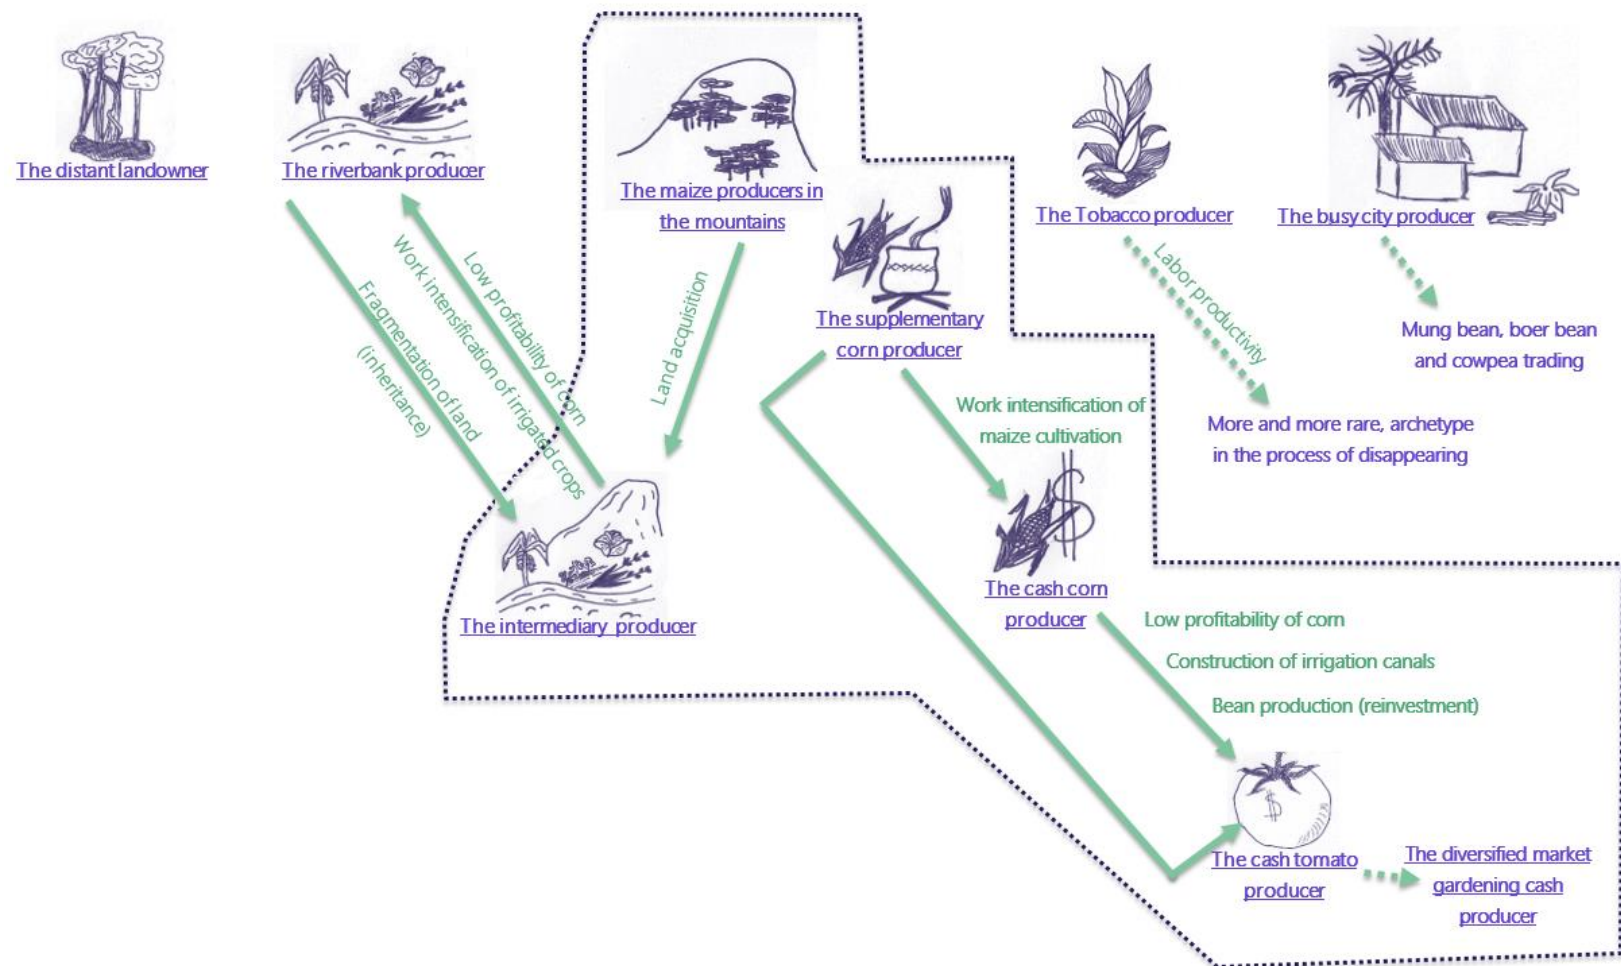 The distant landowner
The riverbank producer
The maize producers in
the mountains
The supplementary
corn producer
The Tobacco producer
The busy city producer
Fragmentation of land
(inheritance)
Low profitability of corn
Work intensification of irrigated crops
Land acquisition
Work intensification of
maize cultivation
Labor productivity
Mung bean, boer bean
and cowpea trading
More and more rare, archetype
in the process of disappearing
The intermediary producer
$
The cash corn
producer
Low profitability of corn
Construction of irrigation canals
Bean production (reinvestment)
$
The cash tomato
producer
The diversified market
gardening cash
producer